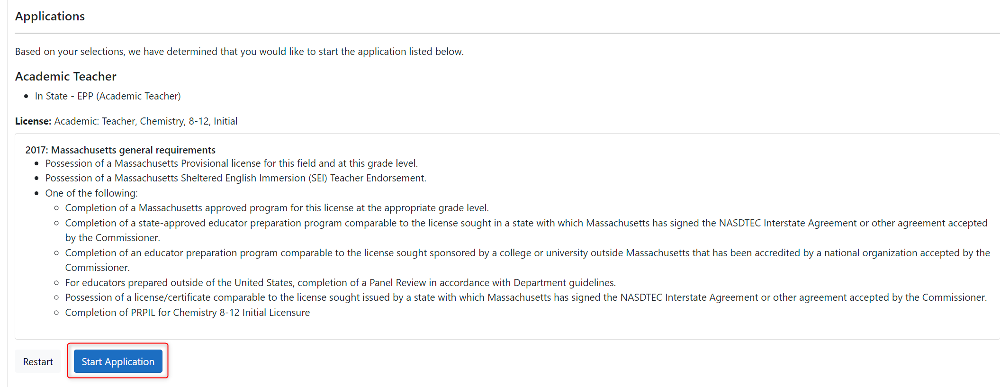 Applications
Based on your selections, we have determined that you would like to start the application listed below.
Academic Teacher
• In State - EPP (Academic Teacher)
License: Academic: Teacher, Chemistry, 8-12, Initial
2017: Massachusetts general requirements
• Possession of a Massachusetts Provisional license for this field and at this grade level.
• Possession of a Massachusetts Sheltered English Immersion (SEI) Teacher Endorsement.
• One of the following:
◦ Completion of a Massachusetts approved program for this license at the appropriate grade level.
◦ Completion of a state-approved educator preparation program comparable to the license sought in a state with which Massachusetts has signed the NASDTEC Interstate Agreement or other agreement accepted
by the Commissioner.
◦ Completion of an educator preparation program comparable to the license sought sponsored by a college or university outside Massachusetts that has been accredited by a national organization accepted by the
Commissioner.
◦ For educators prepared outside of the United States, completion of a Panel Review in accordance with Department guidelines.
◦ Possession of a license/certificate comparable to the license sought issued by a state with which Massachusetts has signed the NASDTEC Interstate Agreement or other agreement accepted by the Commissioner.
◦ Completion of PRPIL for Chemistry 8-12 Initial Licensure
Restart Start Application